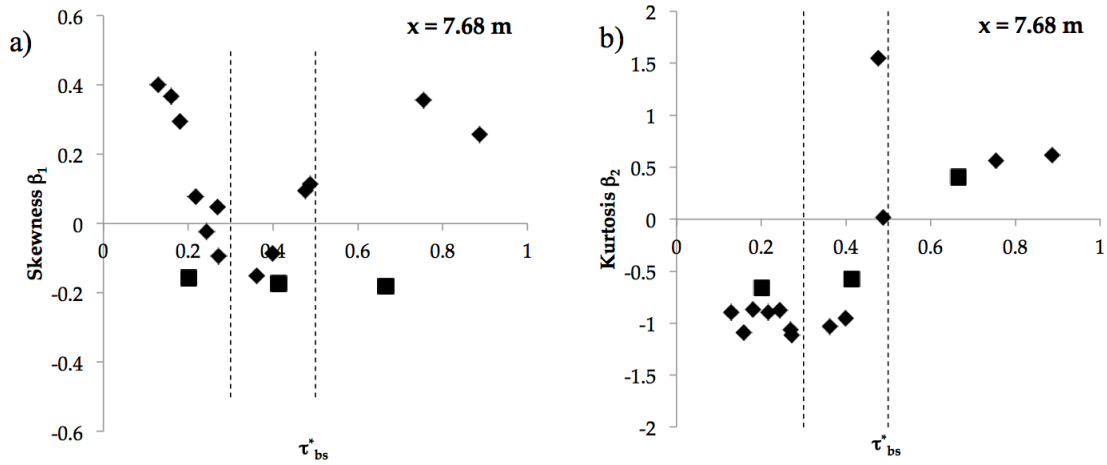 a)
x = 7.68 m
Skewness β₁
0.6
0.4
0.2
0
-0.2
-0.4
-0.6
0 0.2 0.4 0.6 0.8 1
τ*bs
b)
x = 7.68 m
Kurtosis β₂
2
1.5
1
0.5
0
-0.5
-1
-1.5
-2
0 0.2 0.4 0.6 0.8 1
τ*bs